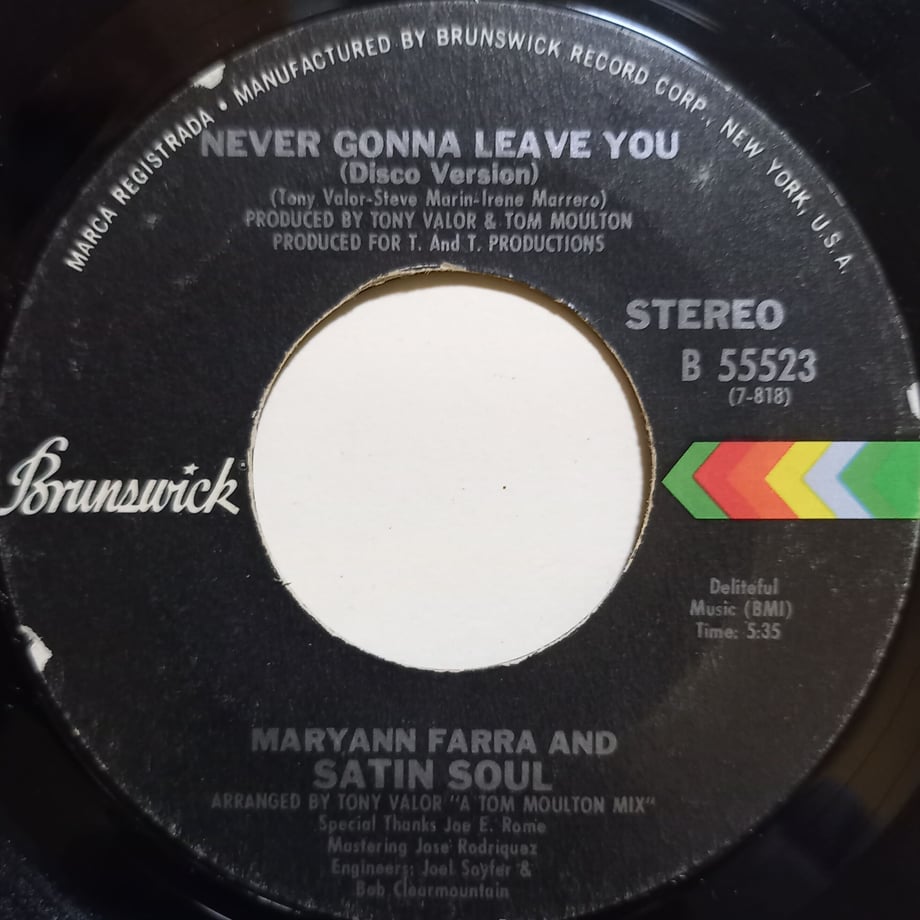 MARCA REGISTRADA • MANUFACTURED BY BRUNSWICK RECORD CORP., NEW YORK, U.S.A.
NEVER GONNA LEAVE YOU
(Disco Version)
(Tony Valor-Steve Marin-Irene Marrero)
PRODUCED BY TONY VALOR & TOM MOULTON
PRODUCED FOR T. And T. PRODUCTIONS
STEREO
B 55523
(7-818)
Brunswick
Deliteful
Music (BMI)
Time: 5:35
MARYANN FARRA AND
SATIN SOUL
ARRANGED BY TONY VALOR "A TOM MOULTON MIX"
Special Thanks Joe E. Rome
Mastering Jose Rodriquez
Engineers: Joel Soyfer &
Bob Clearmountain